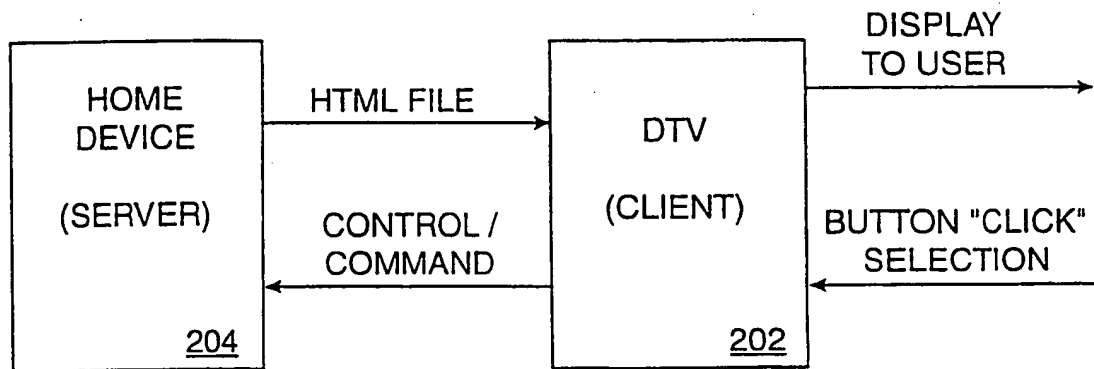 HOME
DEVICE
(SERVER)
204
HTML FILE
CONTROL /
COMMAND
DTV
(CLIENT)
202
DISPLAY
TO USER
BUTTON "CLICK"
SELECTION